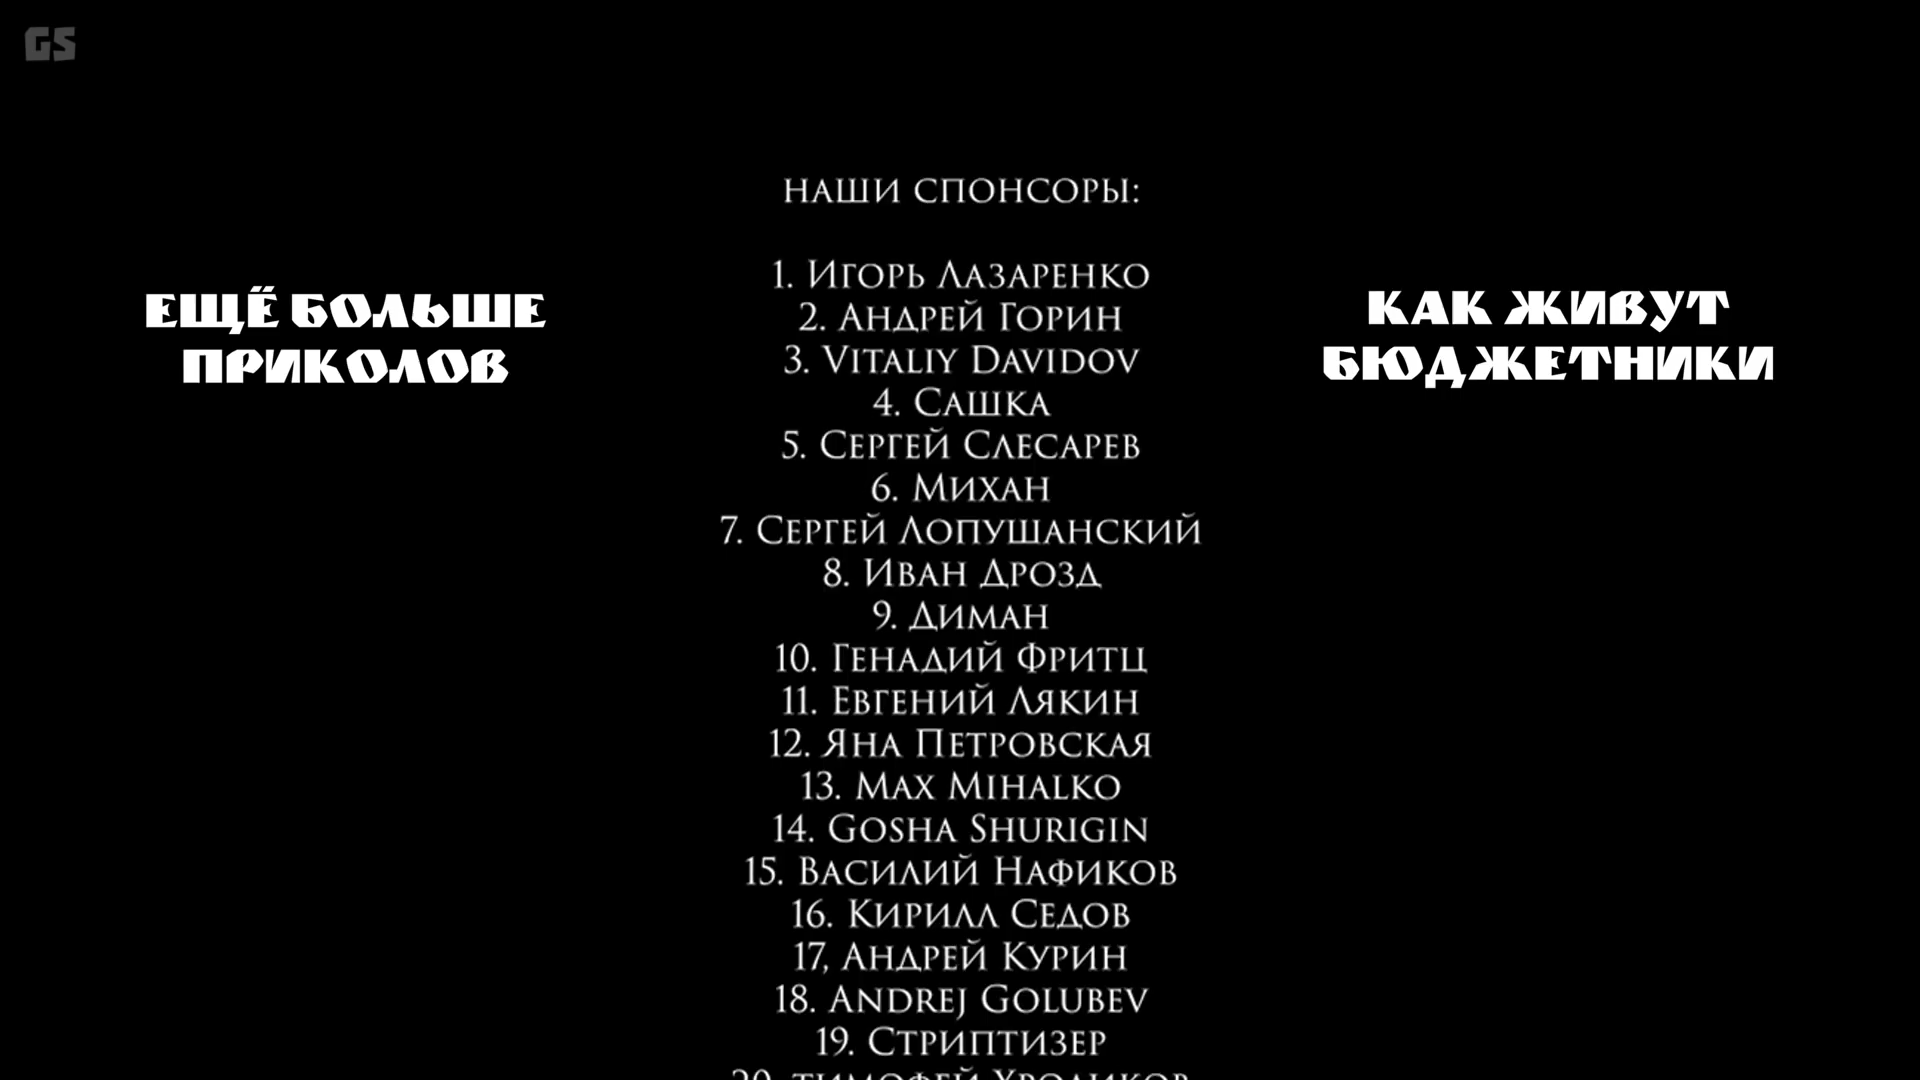 GS
НАШИ СПОНСОРЫ:
ЕЩЁ БОЛЬШЕ
ПРИКОЛОВ
1. Игорь Лазаренко
2. Андрей Горин
3. Vitaliy Davidov
4. Сашка
5. Сергей Слесарев
6. Михан
7. Сергей Лопушанский
8. Иван Дрозд
9. Диман
10. Генадий Фритц
11. Евгений Лякин
12. Яна Петровская
13. Max Mihalko
14. Gosha Shurigin
15. Василий Нафиков
16. Кирилл Седов
17, Андрей Курин
18. Andrej Golubev
19. Стриптизер
20. тимофей
КАК ЖИВУТ
БЮДЖЕТНИКИ